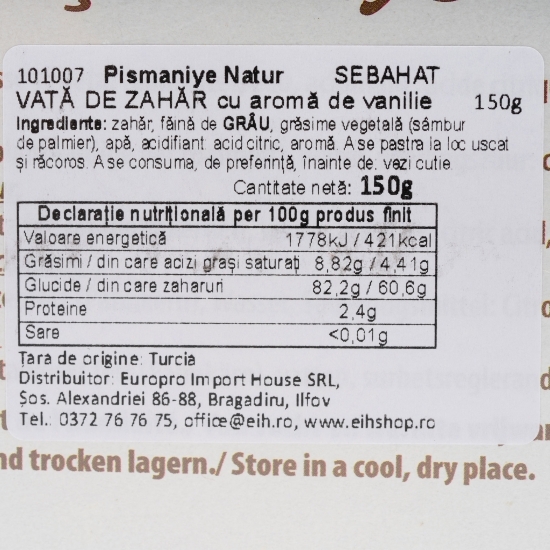 101007 Pismaniye Natur SEBAHAT
VATĂ DE ZAHĂR cu aromă de vanilie 150g
Ingrediente: zahăr, făină de GRÂU, grăsime vegetală (sâmbur
de palmier), apă, acidifiant: acid citric, aromă. A se pastra la loc uscat
și răcoros. A se consuma, de preferință, înainte de: vezi cutie.
Cantitate netă: 150g
Declarație nutrițională per 100g produs finit
Valoare energetică 1778kJ / 421kcal
Grăsimi / din care acizi grași saturați 8,82g / 4,41g
Glucide / din care zaharuri 82,2g / 60,6g
Proteine 2,4g
Sare <0,01g
Țara de origine: Turcia
Distribuitor: Europro Import House SRL,
Șos. Alexandriei 86-88, Bragadiru, Ilfov
Tel.: 0372 76 76 75, office@eih.ro, www.eihshop.ro
nd trocken lagern./ Store in a cool, dry place.